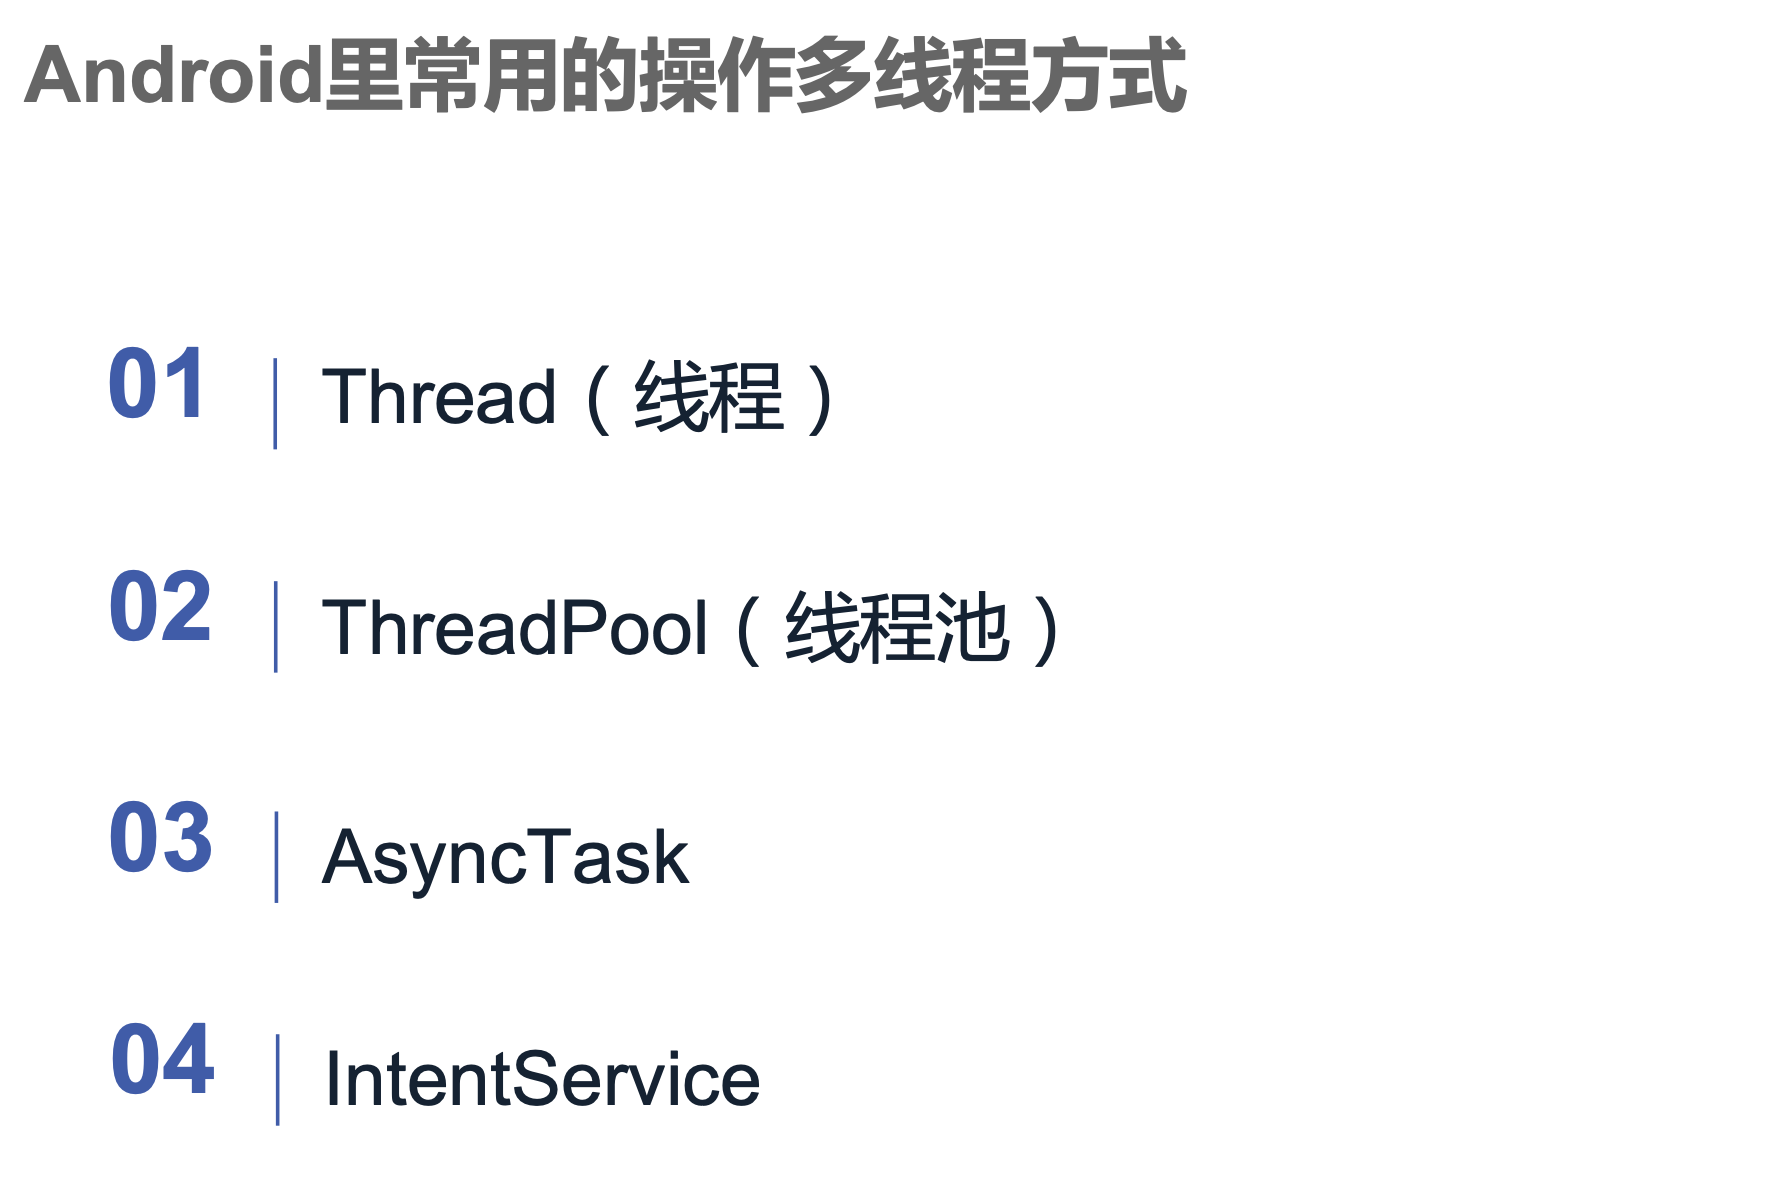 Android里常用的操作多线程方式
01 Thread（线程）
02 ThreadPool（线程池）
03 AsyncTask
04 IntentService